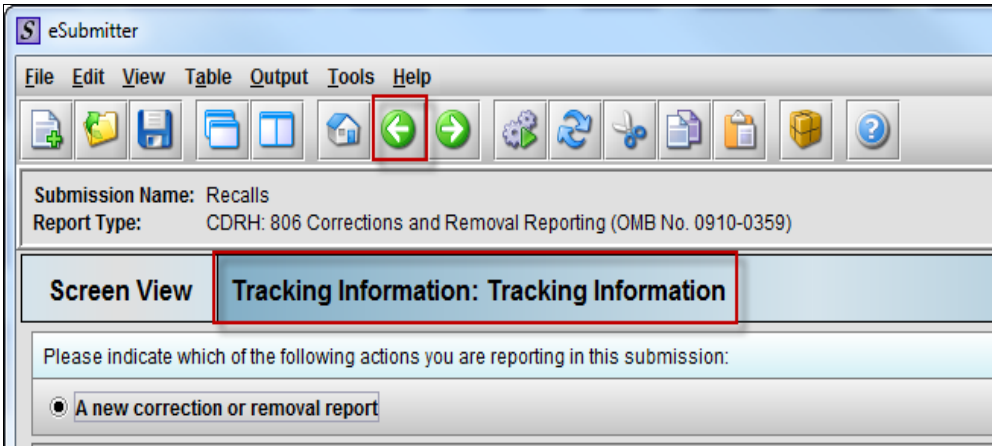 S eSubmitter
File Edit View Table Output Tools Help
?
Submission Name: Recalls
Report Type: CDRH: 806 Corrections and Removal Reporting (OMB No. 0910-0359)
Screen View Tracking Information: Tracking Information
Please indicate which of the following actions you are reporting in this submission:
A new correction or removal report